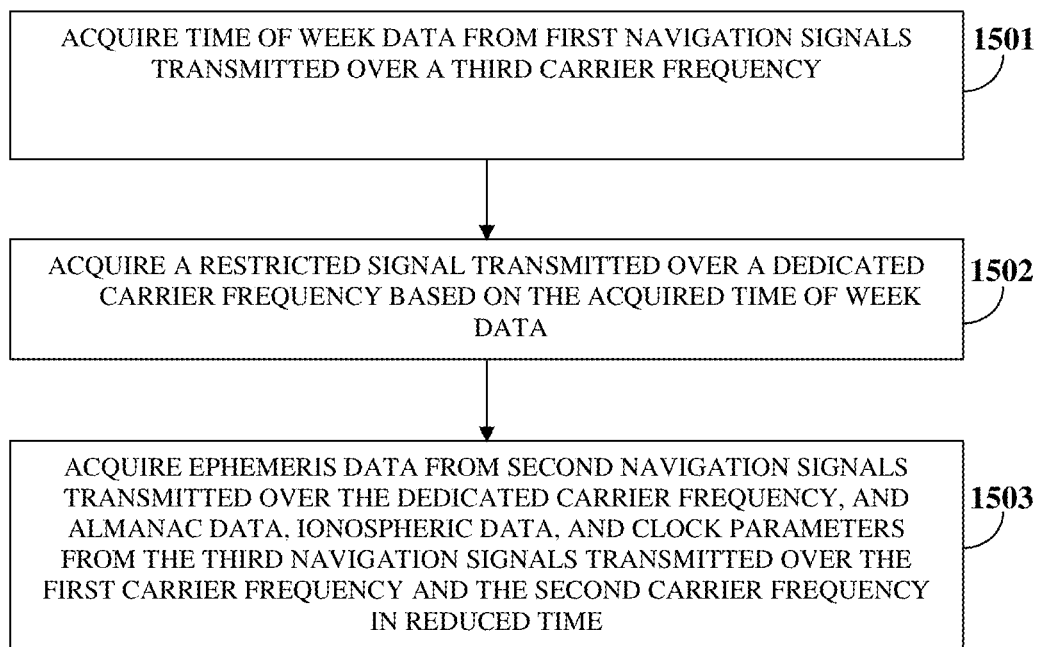 ACQUIRE TIME OF WEEK DATA FROM FIRST NAVIGATION SIGNALS
TRANSMITTED OVER A THIRD CARRIER FREQUENCY
1501
ACQUIRE A RESTRICTED SIGNAL TRANSMITTED OVER A DEDICATED
CARRIER FREQUENCY BASED ON THE ACQUIRED TIME OF WEEK
DATA
1502
ACQUIRE EPHEMERIS DATA FROM SECOND NAVIGATION SIGNALS
TRANSMITTED OVER THE DEDICATED CARRIER FREQUENCY, AND
ALMANAC DATA, IONOSPHERIC DATA, AND CLOCK PARAMETERS
FROM THE THIRD NAVIGATION SIGNALS TRANSMITTED OVER THE
FIRST CARRIER FREQUENCY AND THE SECOND CARRIER FREQUENCY
IN REDUCED TIME
1503